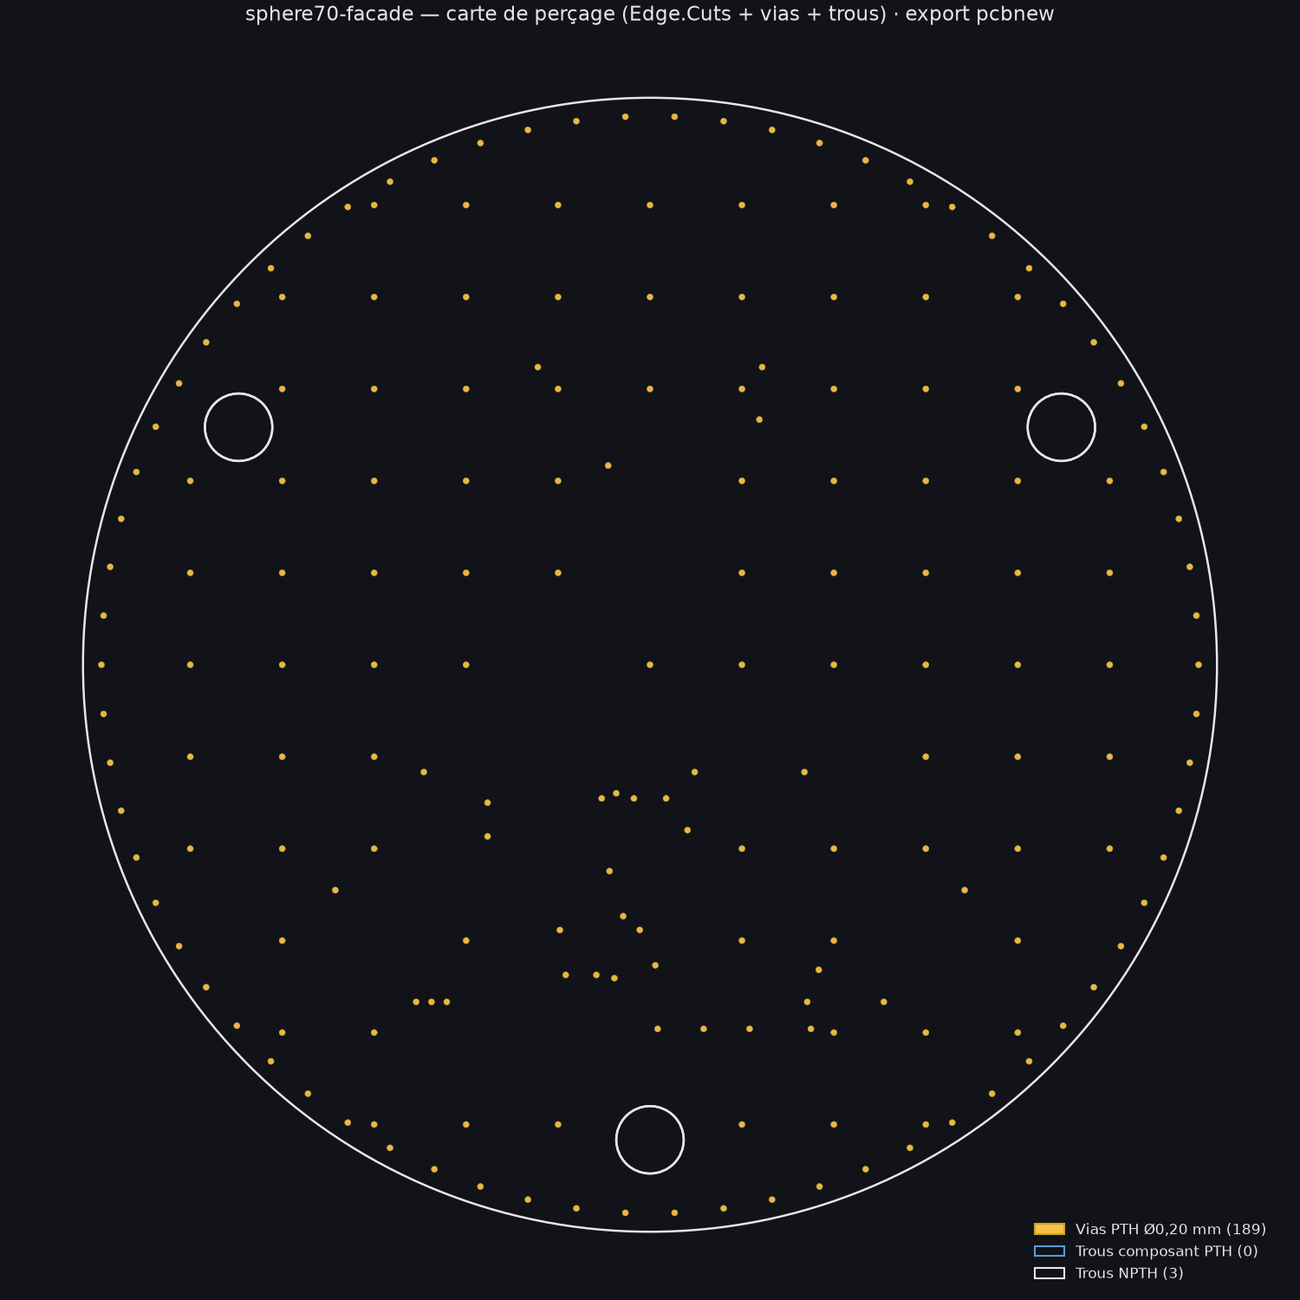 sphere70-facade — carte de perçage (Edge.Cuts + vias + trous) · export pcbnew
Vias PTH Ø0,20 mm (189)
Trous composant PTH (0)
Trous NPTH (3)